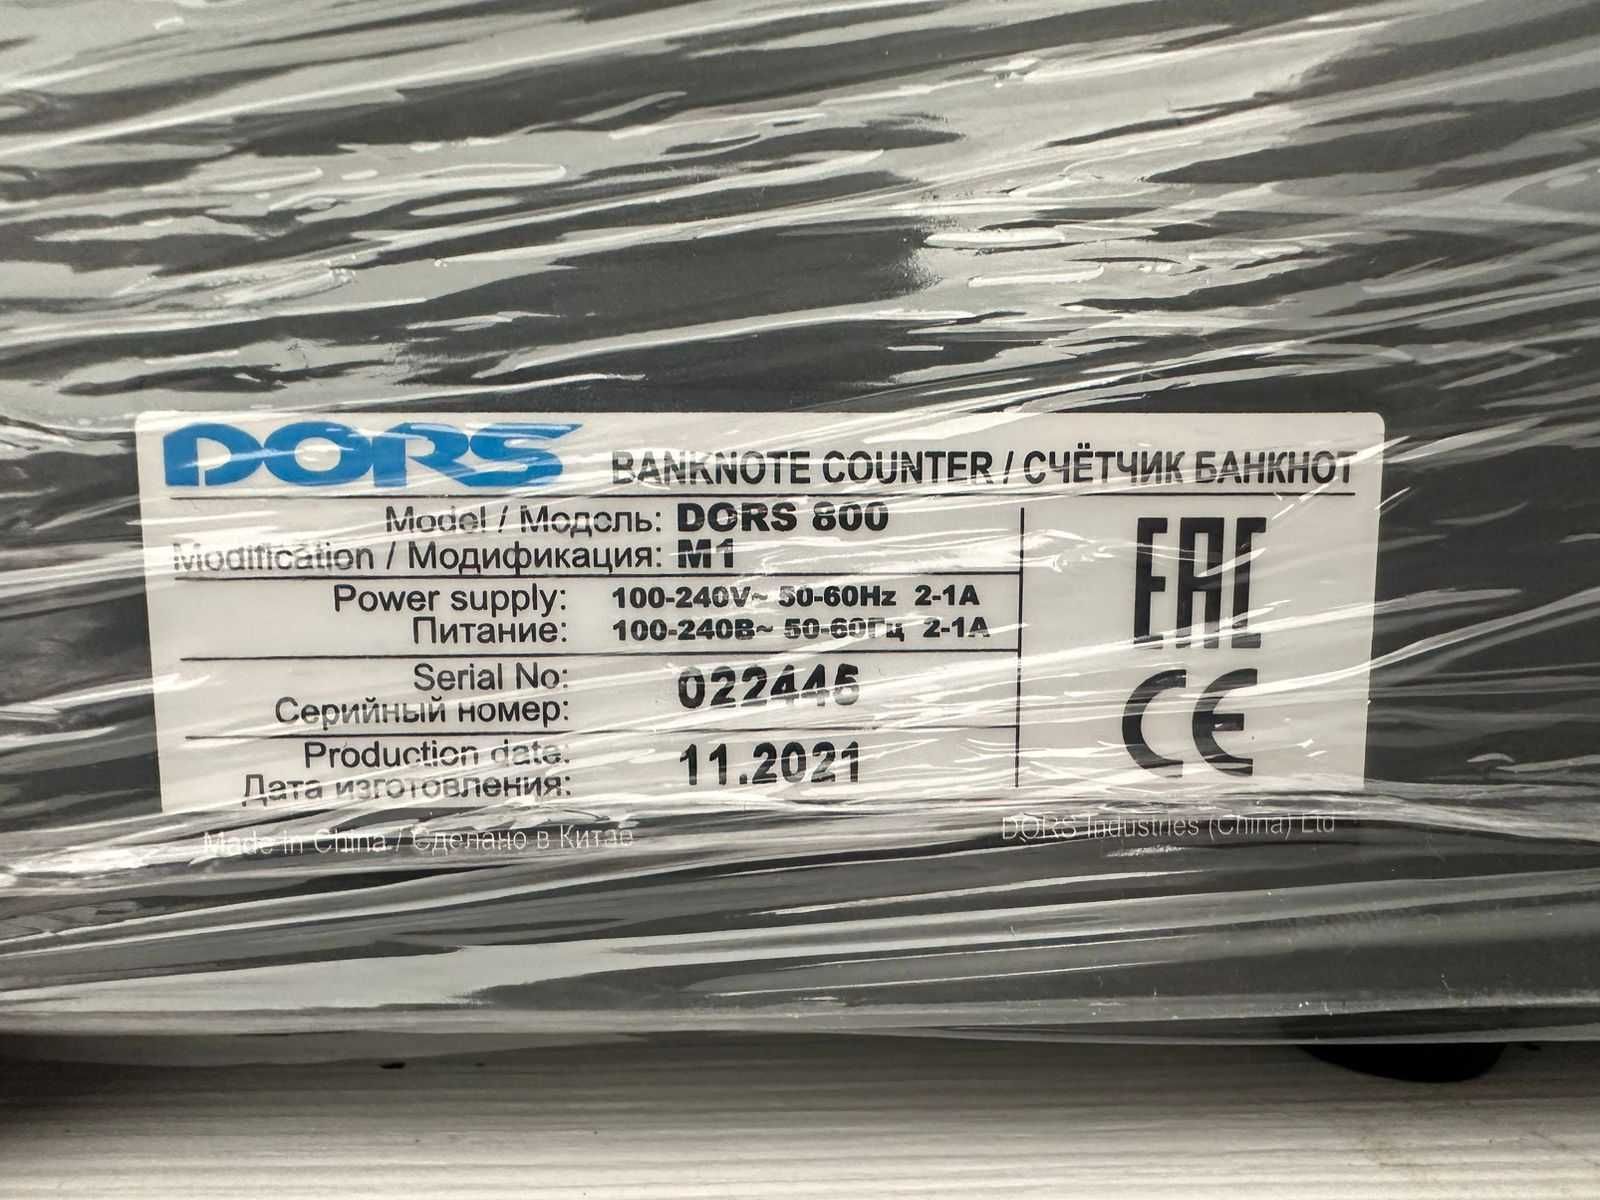 DORS BANKNOTE COUNTER / СЧЁТЧИК БАНКНОТ
Model / Модель: DORS 800
Modification / Модификация: M1
Power supply: 100-240V~ 50-60Hz 2-1A
Питание: 100-240В~ 50-60Гц 2-1А
Serial No:
Серийный номер:
022445
Production date:
Дата изготовления:
11.2021
EAC
CE
Made in China / Сделано в Китае
DORS Industries (China) Ltd